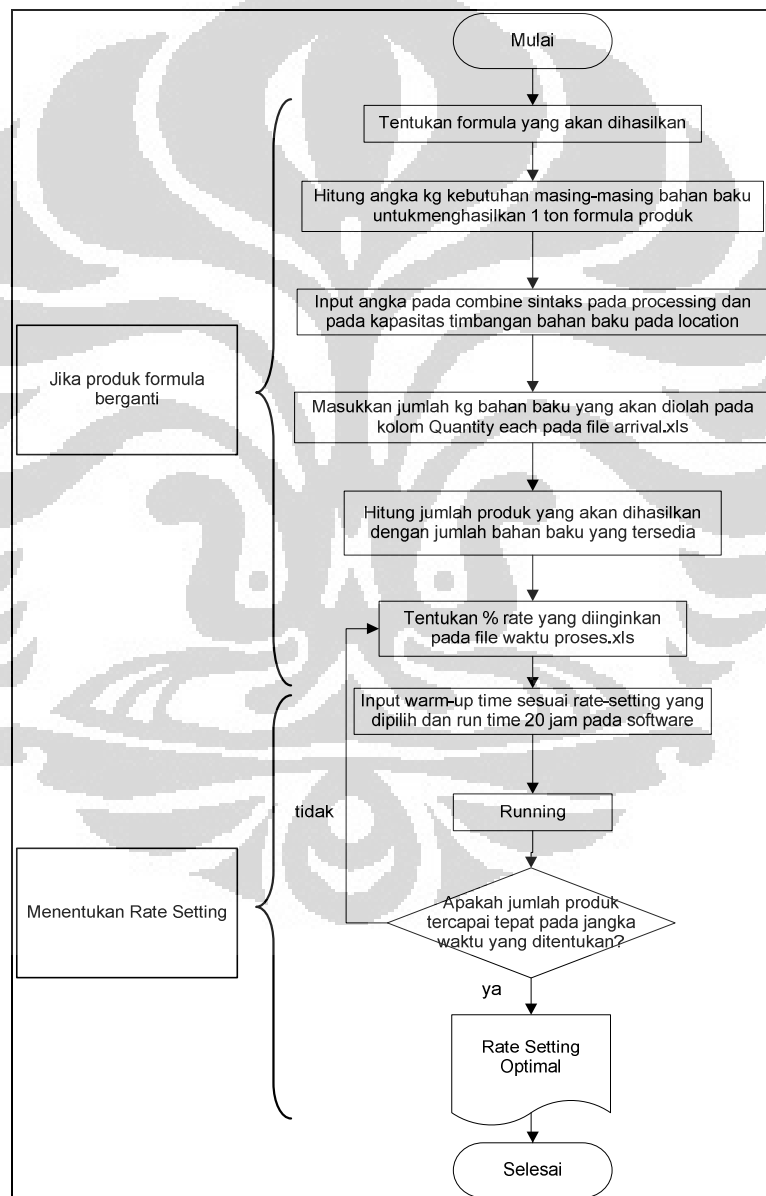 Mulai
Tentukan formula yang akan dihasilkan
Hitung angka kg kebutuhan masing-masing bahan baku
untukmenghasilkan 1 ton formula produk
Input angka pada combine sintaks pada processing dan
pada kapasitas timbangan bahan baku pada location
Jika produk formula
berganti
Masukkan jumlah kg bahan baku yang akan diolah pada
kolom Quantity each pada file arrival.xls
Hitung jumlah produk yang akan dihasilkan
dengan jumlah bahan baku yang tersedia
Tentukan % rate yang diinginkan
pada file waktu proses.xls
Input warm-up time sesuai rate-setting yang
dipilih dan run time 20 jam pada software
tidak
Running
Menentukan Rate Setting
Apakah jumlah produk
tercapai tepat pada jangka
waktu yang ditentukan?
ya
Rate Setting
Optimal
Selesai